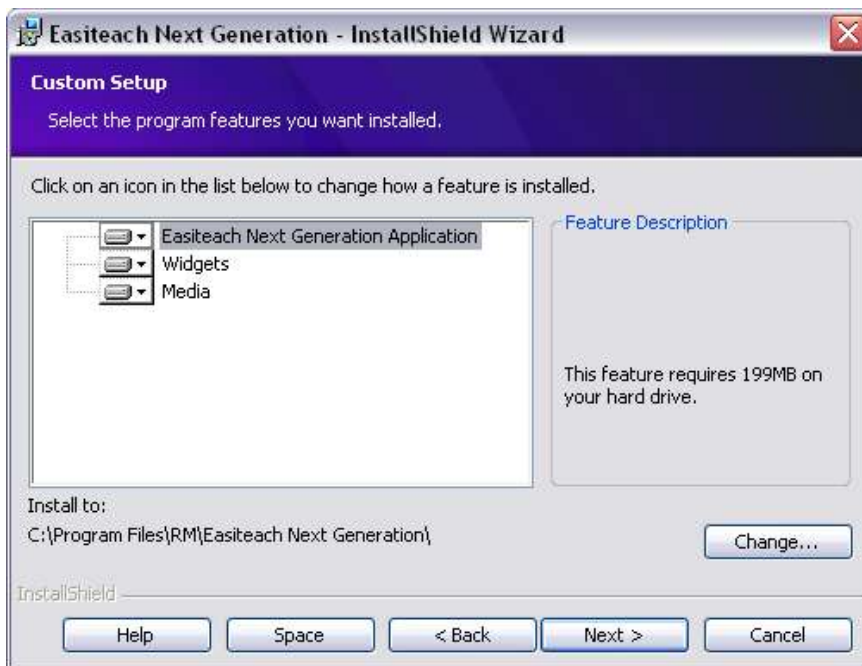 Easiteach Next Generation - InstallShield Wizard
Custom Setup
Select the program features you want installed.
Click on an icon in the list below to change how a feature is installed.
Easiteach Next Generation Application
Widgets
Media
Feature Description
This feature requires 199MB on
your hard drive.
Install to:
C:\Program Files\RM\Easiteach Next Generation\
Change...
InstallShield
Help
Space
< Back
Next >
Cancel